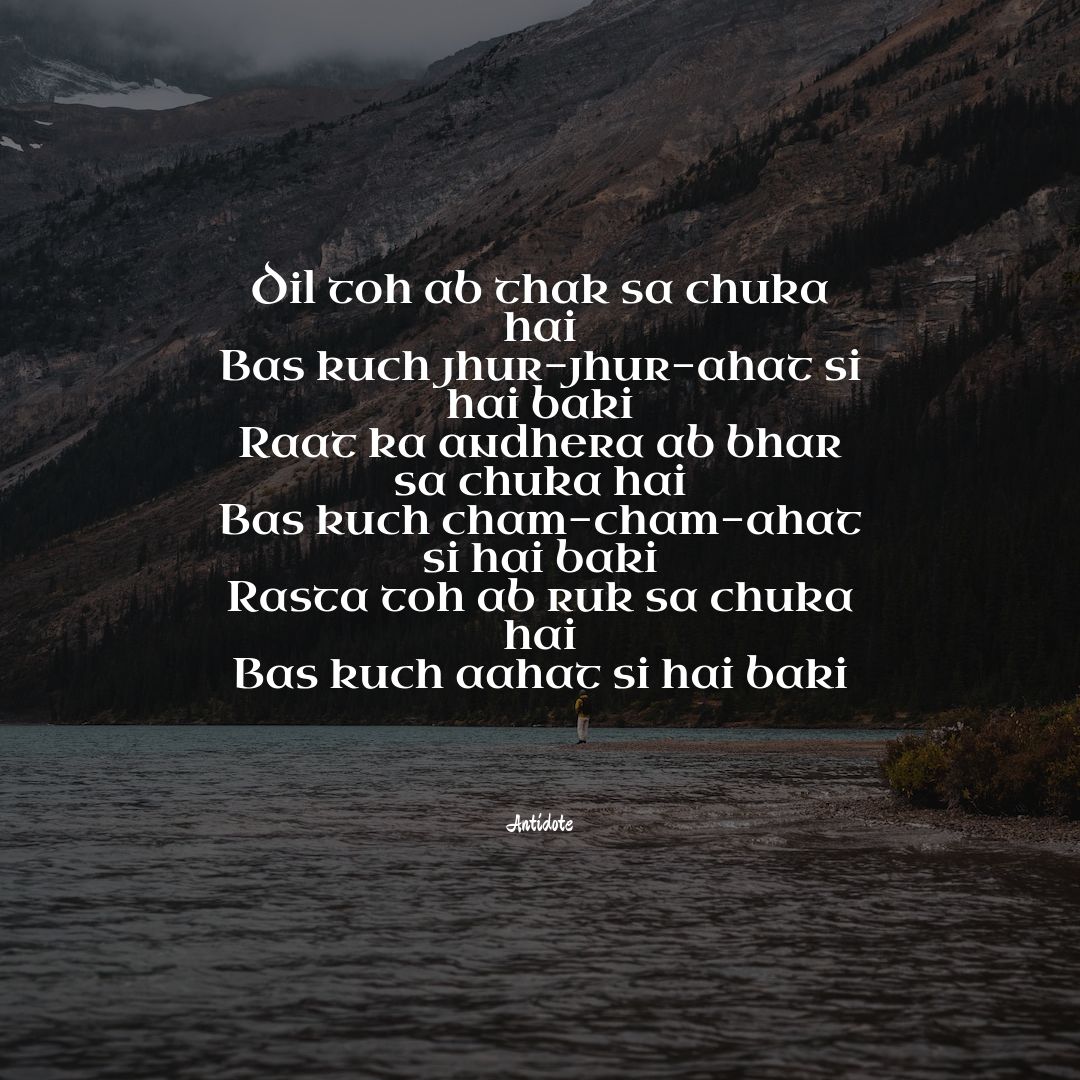 Dil toh ab thak sa chuka
hai
Bas kuch jhur-jhur-ahat si
hai baki
Raat ka andhera ab bhar
sa chuka hai
Bas kuch cham-cham-ahat
si hai baki
Rasta toh ab ruk sa chuka
hai
Bas kuch aahat si hai baki
Antidote